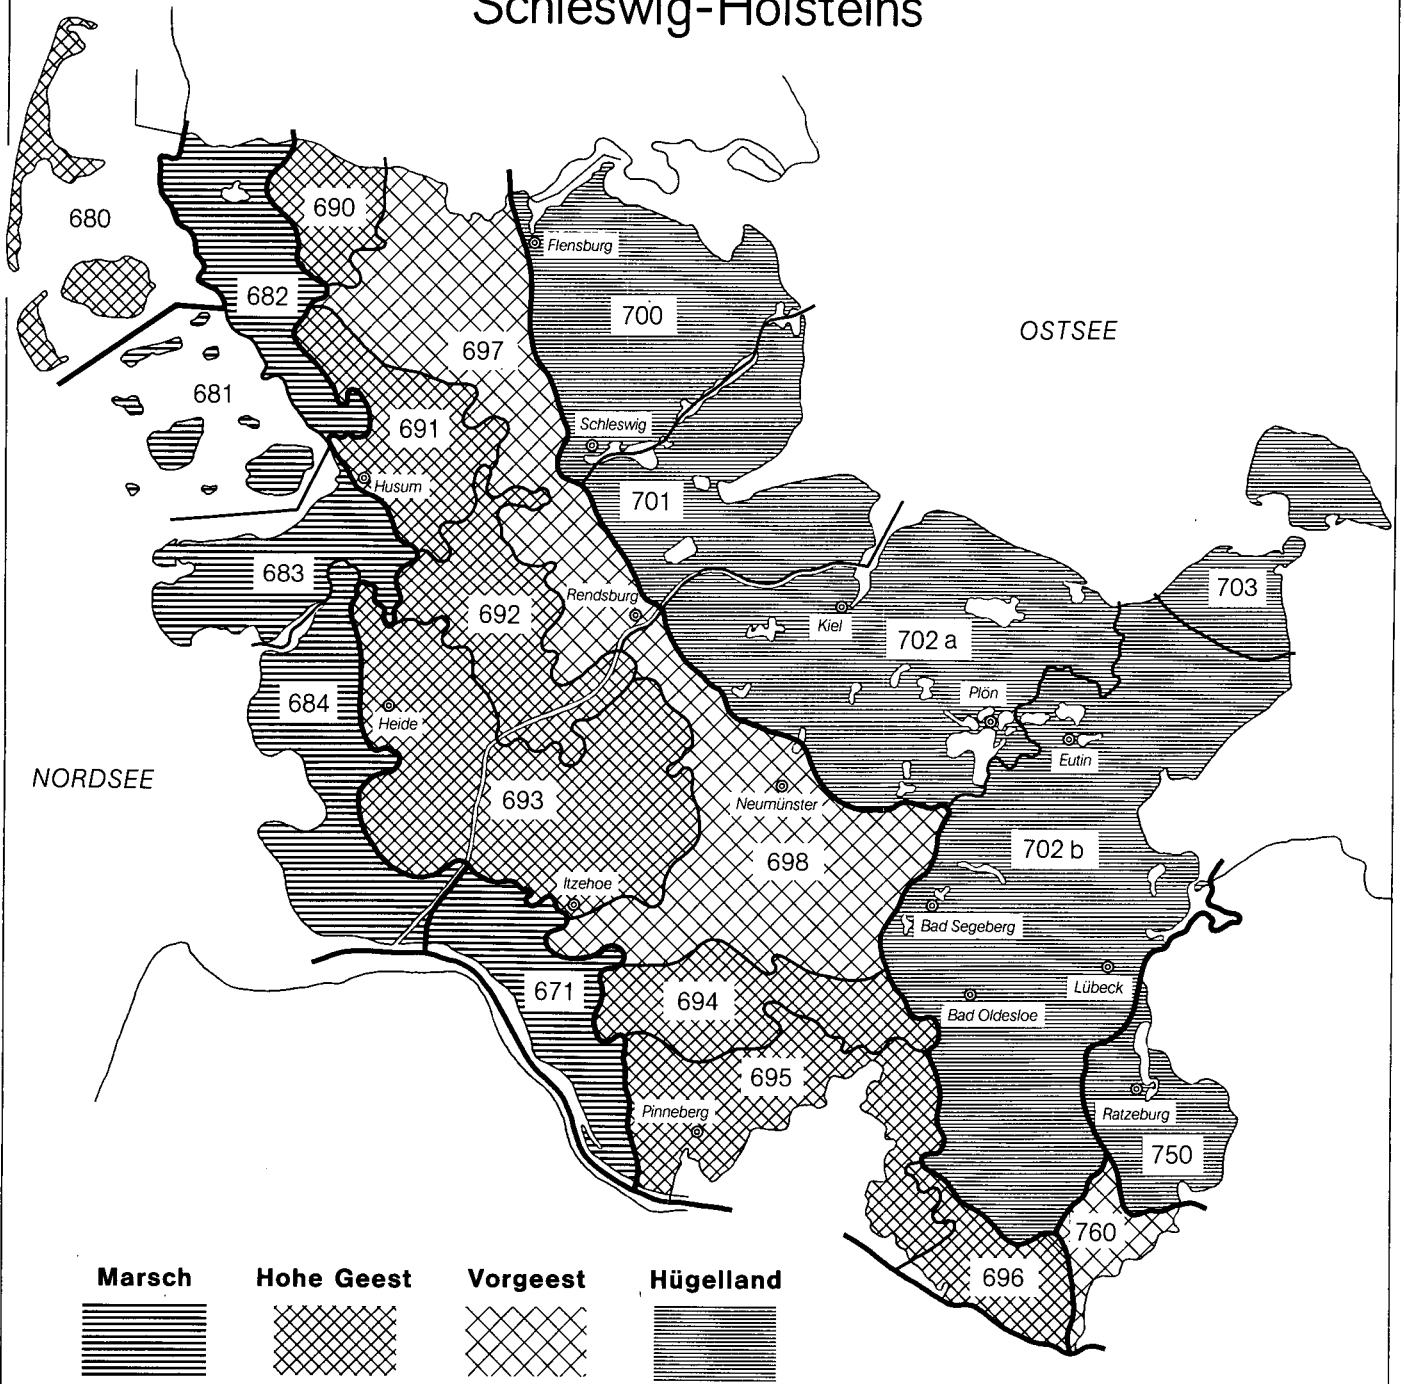 Schleswig-Holsteins
680
690
682
Flensburg
700
OSTSEE
697
681
691
Schleswig
Husum
701
683
Rendsburg
703
692
Kiel
702 a
684
Heide
Plön
Eutin
NORDSEE
693
Neumünster
698
702 b
Itzehoe
Bad Segeberg
671
694
Lübeck
Bad Oldesloe
695
Pinneberg
Ratzeburg
750
760
696
Marsch Hohe Geest Vorgeest Hügelland